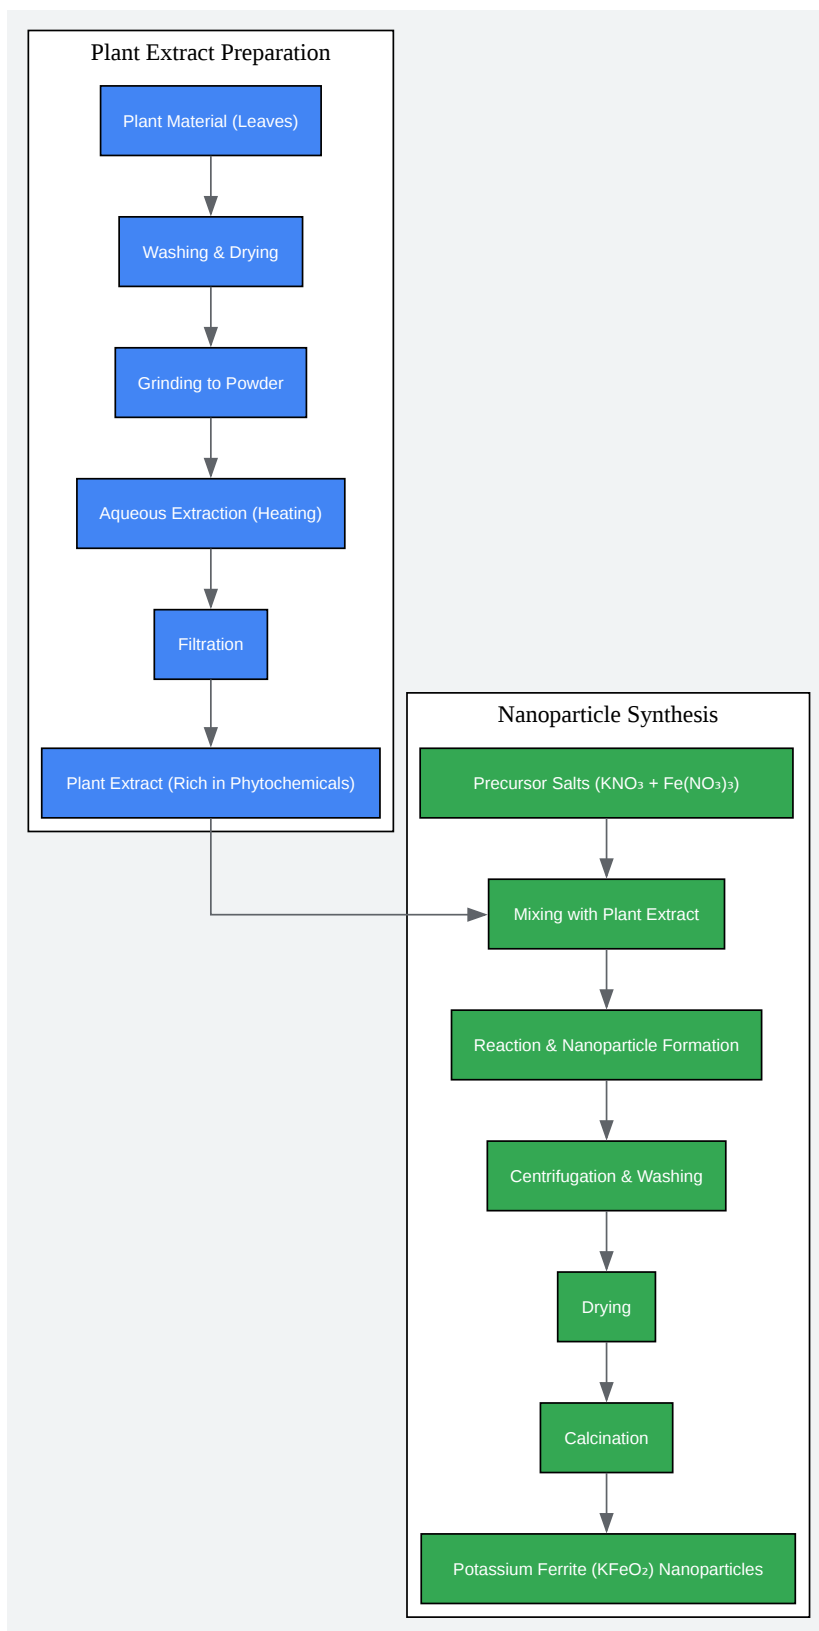 Plant Extract Preparation
Plant Material (Leaves)
Washing & Drying
Grinding to Powder
Aqueous Extraction (Heating)
Filtration
Plant Extract (Rich in Phytochemicals)
Nanoparticle Synthesis
Precursor Salts (KNO₃ + Fe(NO₃)₃)
Mixing with Plant Extract
Reaction & Nanoparticle Formation
Centrifugation & Washing
Drying
Calcination
Potassium Ferrite (KFeO₂) Nanoparticles